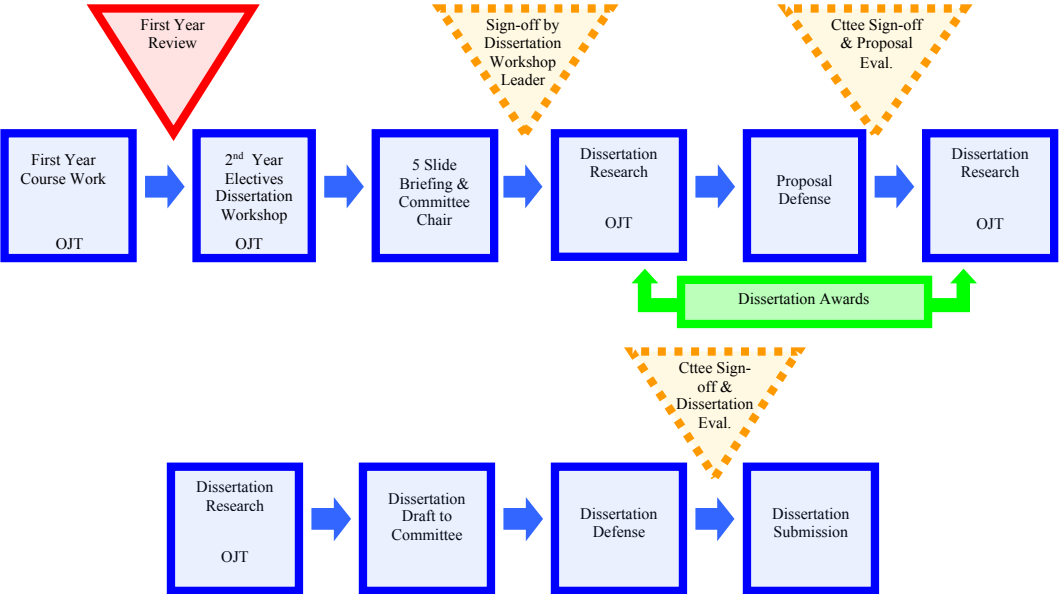 First Year
Review
Sign-off by
Dissertation
Workshop
Leader
Cttee Sign-off
& Proposal
Eval.
First Year
Course Work
OJT
2nd Year
Electives
Dissertation
Workshop
OJT
5 Slide
Briefing &
Committee
Chair
Dissertation
Research
OJT
Proposal
Defense
Dissertation
Research
OJT
Dissertation Awards
Cttee Sign-
off &
Dissertation
Eval.
Dissertation
Research
OJT
Dissertation
Draft to
Committee
Dissertation
Defense
Dissertation
Submission